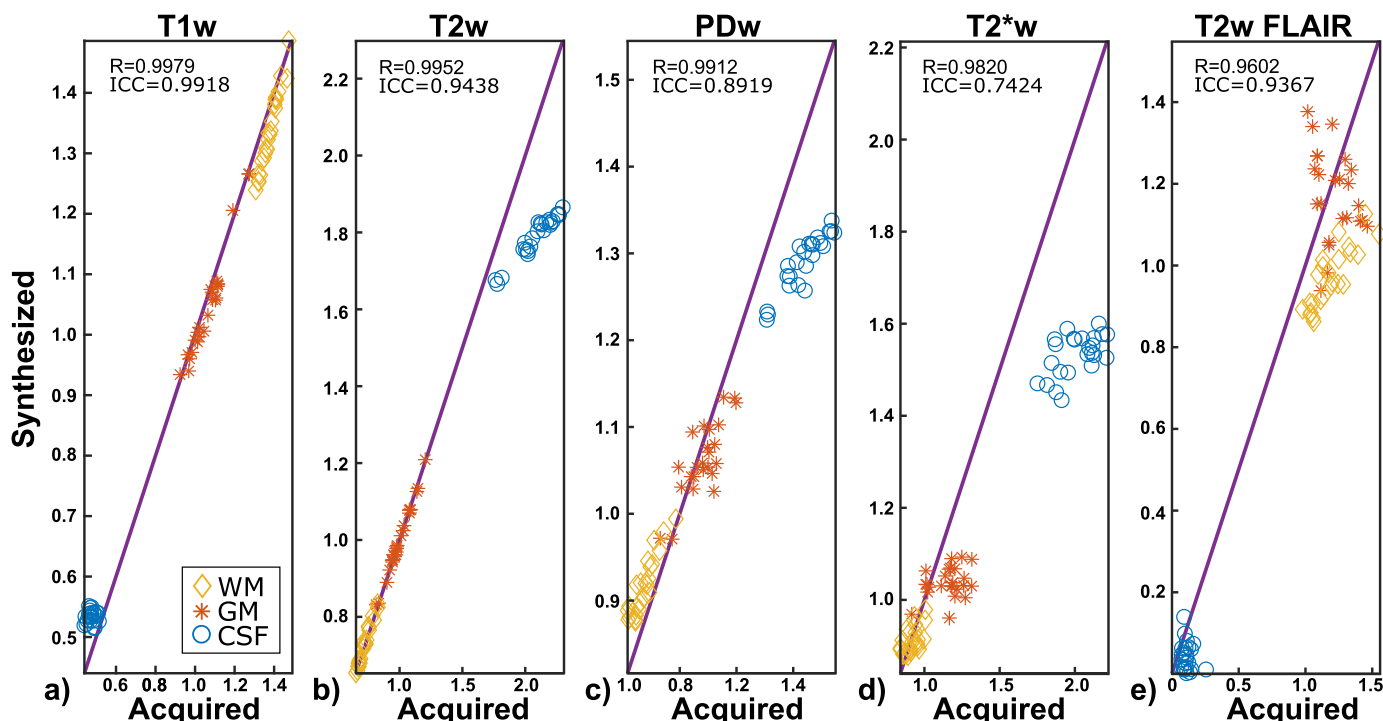 T1w
T2w
PDw
T2*w
T2w FLAIR
R=0.9979
ICC=0.9918
R=0.9952
ICC=0.9438
R=0.9912
ICC=0.8919
R=0.9820
ICC=0.7424
R=0.9602
ICC=0.9367
Synthesized
1.4
1.3
1.2
1.1
1.0
0.9
0.8
0.7
0.6
0.5
2.2
2.0
1.8
1.6
1.4
1.2
1.0
0.8
1.5
1.4
1.3
1.2
1.1
1.0
0.9
2.2
2.0
1.8
1.6
1.4
1.2
1.0
1.4
1.2
1.0
0.8
0.6
0.4
0.2
0
WM
GM
CSF
a)
0.6 0.8 1.0 1.2 1.4
Acquired
b)
1.0 1.5 2.0
Acquired
c)
1.0 0.8 1.2 1.4
Acquired
d)
1.0 1.5 2.0
Acquired
e)
0 0.5 1.0 1.5
Acquired